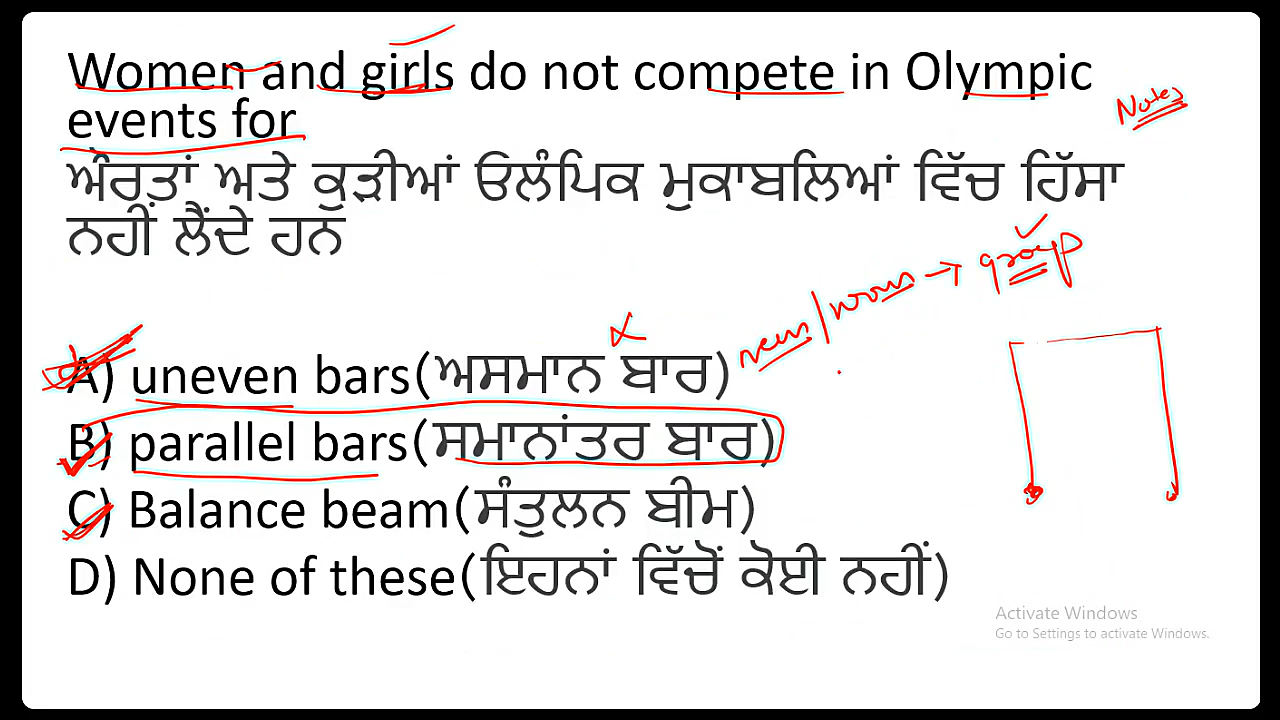 Women and girls do not compete in Olympic
events for
Notes
ਔਰਤਾਂ ਅਤੇ ਕੁੜੀਆਂ ਓਲੰਪਿਕ ਮੁਕਾਬਲਿਆਂ ਵਿੱਚ ਹਿੱਸਾ
ਨਹੀਂ ਲੈਂਦੇ ਹਨ
group
A) uneven bars(ਅਸਮਾਨ ਬਾਰ)
B) parallel bars(ਸਮਾਨਾਂਤਰ ਬਾਰ)
C) Balance beam(ਸੰਤੁਲਨ ਬੀਮ)
D) None of these(ਇਹਨਾਂ ਵਿੱਚੋਂ ਕੋਈ ਨਹੀਂ)
Activate Windows
Go to Settings to activate Windows.